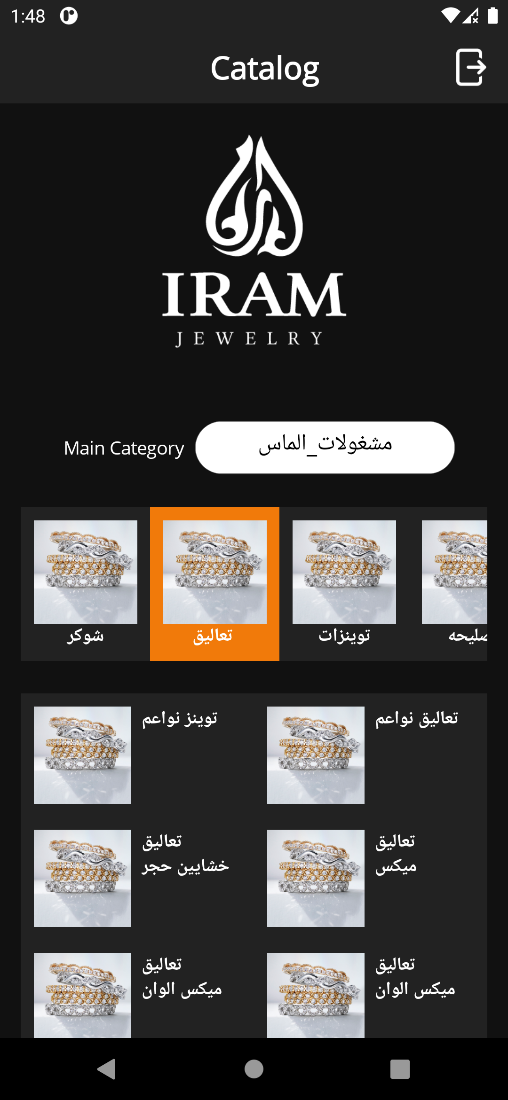 1:48
Catalog
IRAM
JEWELRY
Main Category
مشغولات_الماس
شوكر
تعاليق
توينزات
توينز نواعم
تعاليق نواعم
تعاليق
خشايين حجر
تعاليق
ميكس
تعاليق
ميكس الوان
تعاليق
ميكس الوان